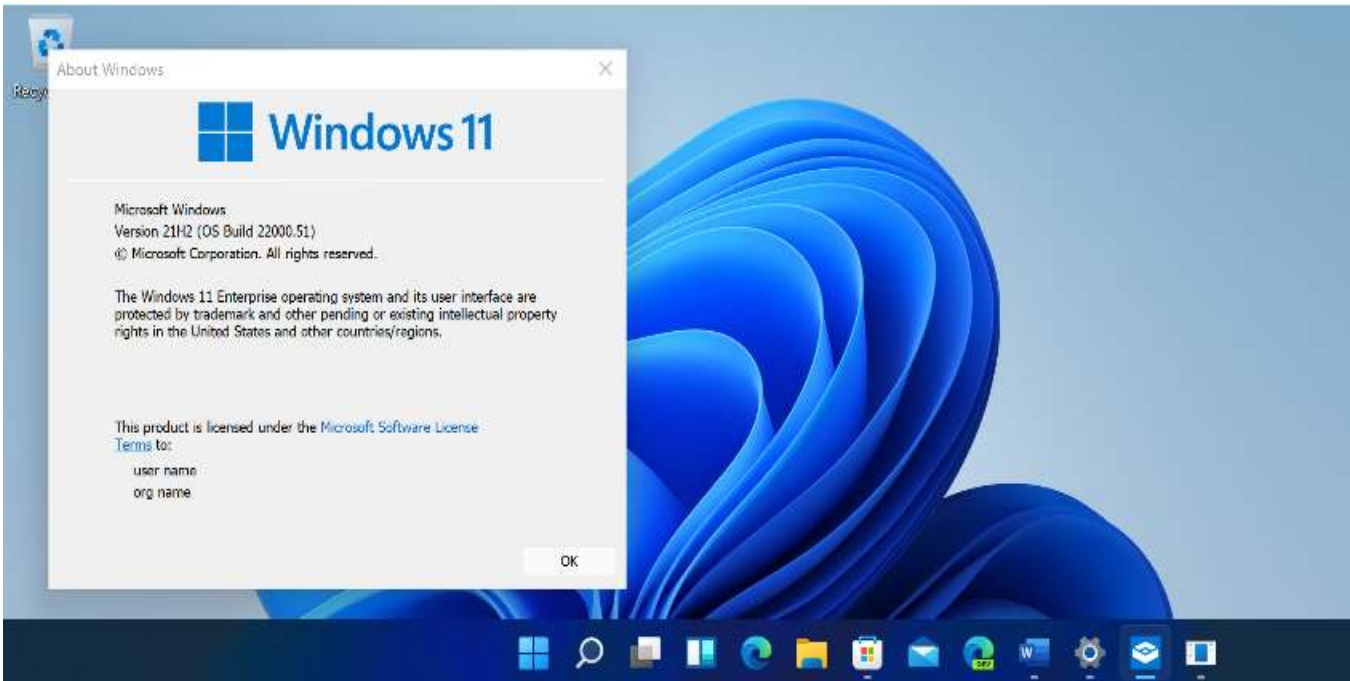 Recyc
About Windows
Windows 11
Microsoft Windows
Version 21H2 (OS Build 22000.51)
© Microsoft Corporation. All rights reserved.
The Windows 11 Enterprise operating system and its user interface are
protected by trademark and other pending or existing intellectual property
rights in the United States and other countries/regions.
This product is licensed under the Microsoft Software License
Terms to:
user name
org name
OK
DEV
W